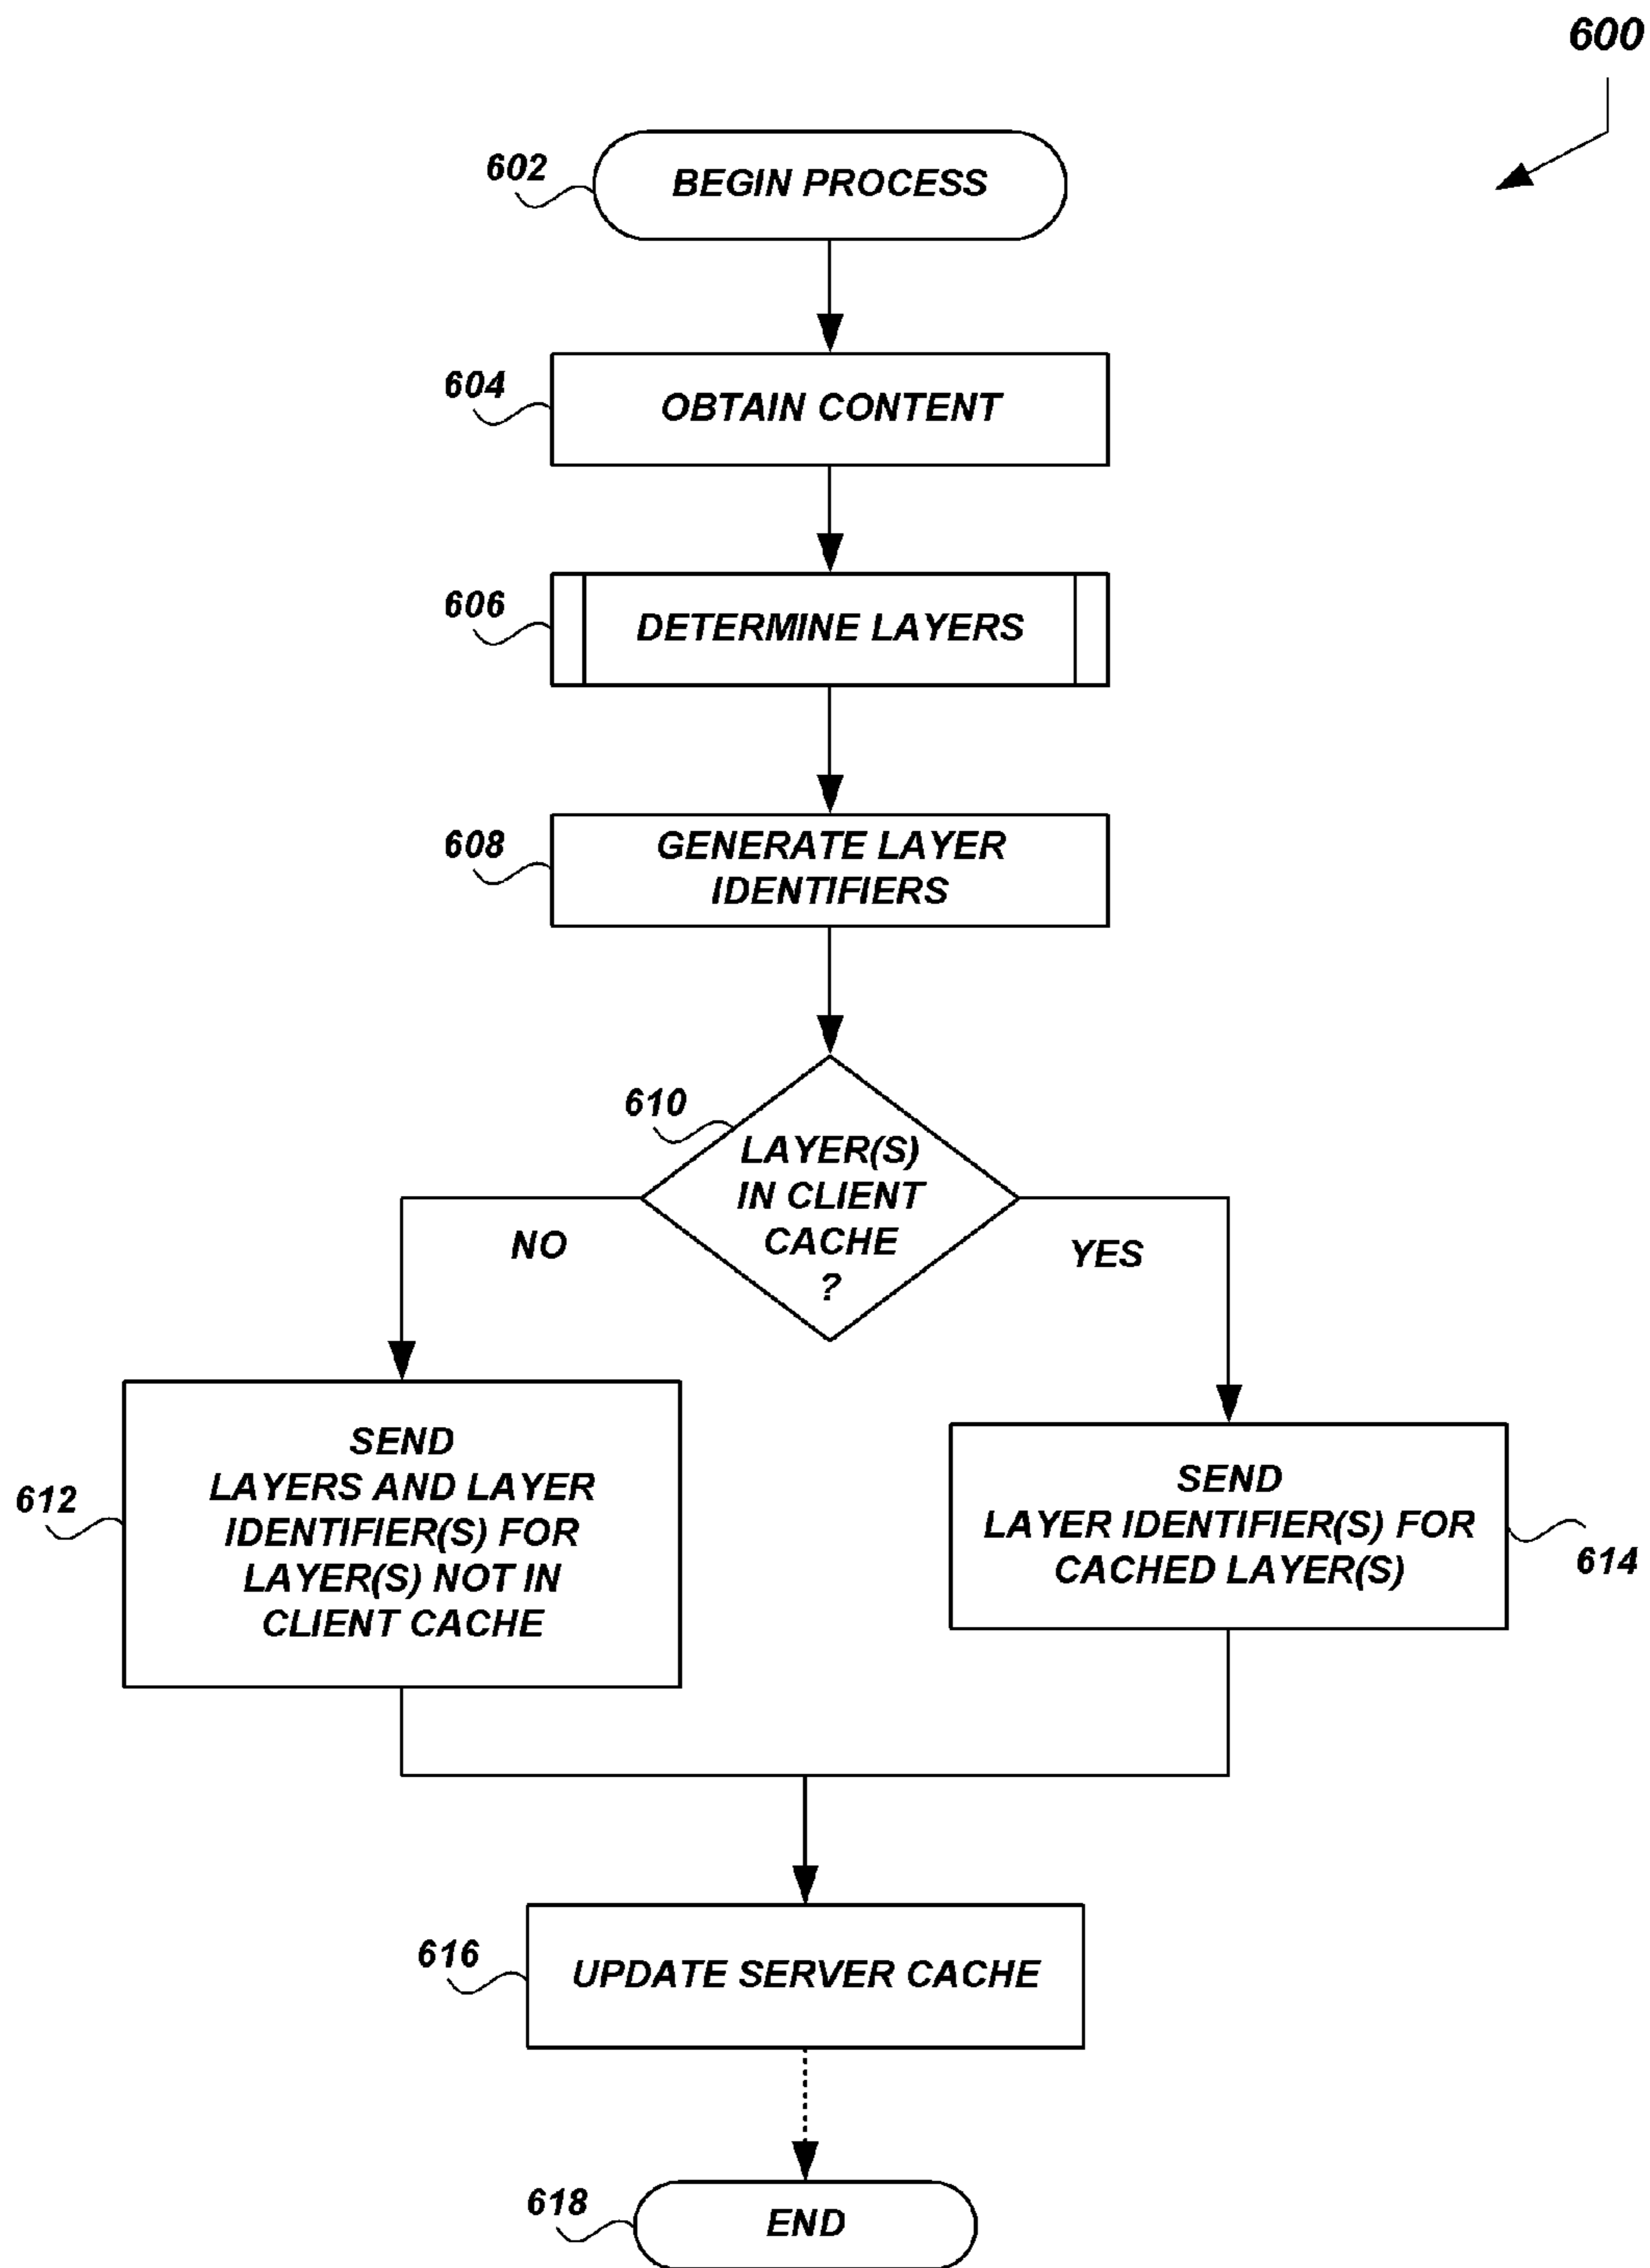 600
602
BEGIN PROCESS
604
OBTAIN CONTENT
606
DETERMINE LAYERS
608
GENERATE LAYER
IDENTIFIERS
610
LAYER(S)
IN CLIENT
CACHE
?
NO
YES
612
SEND
LAYERS AND LAYER
IDENTIFIER(S) FOR
LAYER(S) NOT IN
CLIENT CACHE
SEND
LAYER IDENTIFIER(S) FOR
CACHED LAYER(S)
614
616
UPDATE SERVER CACHE
618
END